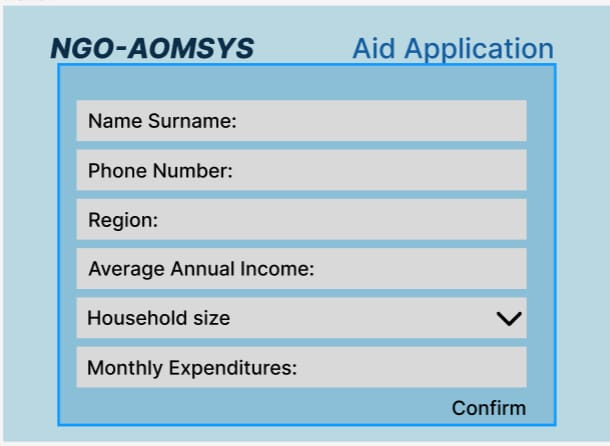 NGO-AOMSYS Aid Application
Name Surname:
Phone Number:
Region:
Average Annual Income:
Household size
Monthly Expenditures:
Confirm